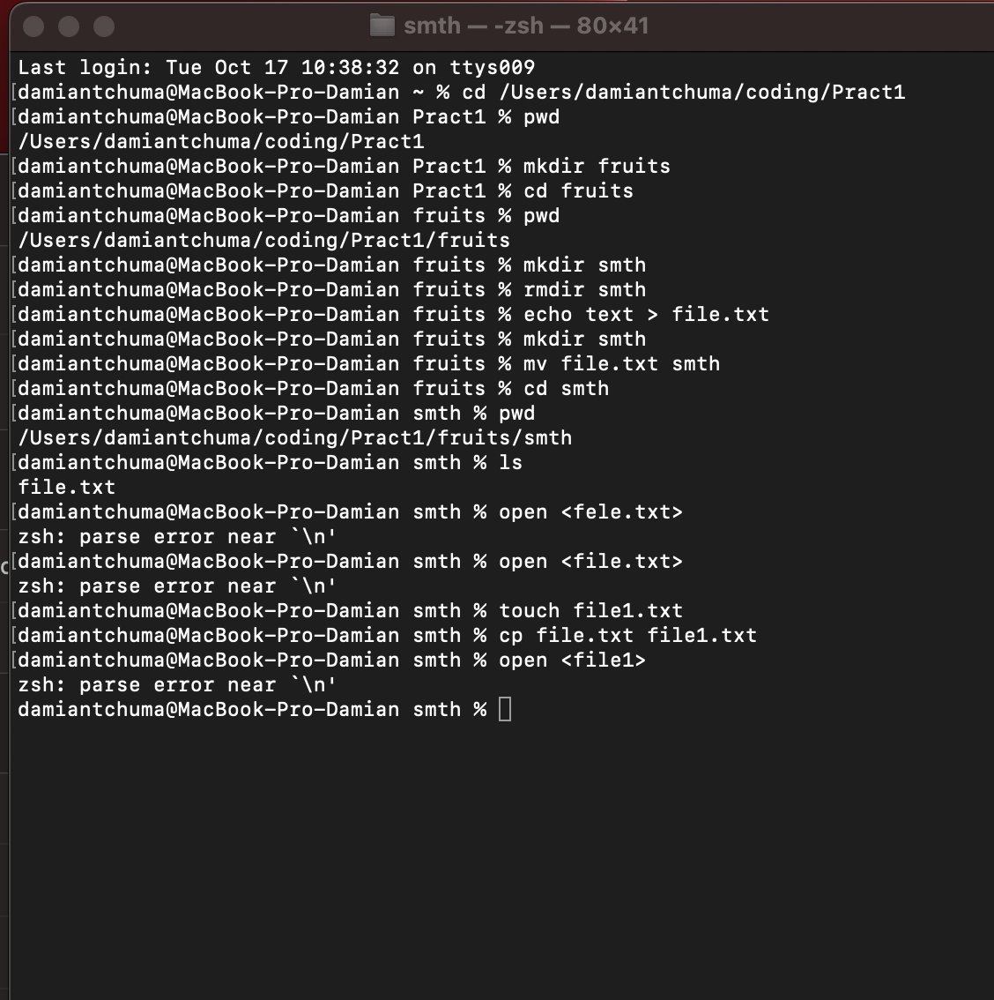 smth — -zsh — 80×41
Last login: Tue Oct 17 10:38:32 on ttys009
[damiantchuma@MacBook-Pro-Damian ~ % cd /Users/damiantchuma/coding/Pract1
[damiantchuma@MacBook-Pro-Damian Pract1 % pwd
/Users/damiantchuma/coding/Pract1
[damiantchuma@MacBook-Pro-Damian Pract1 % mkdir fruits
[damiantchuma@MacBook-Pro-Damian Pract1 % cd fruits
[damiantchuma@MacBook-Pro-Damian fruits % pwd
/Users/damiantchuma/coding/Pract1/fruits
[damiantchuma@MacBook-Pro-Damian fruits % mkdir smth
[damiantchuma@MacBook-Pro-Damian fruits % rmdir smth
[damiantchuma@MacBook-Pro-Damian fruits % echo text > file.txt
[damiantchuma@MacBook-Pro-Damian fruits % mkdir smth
[damiantchuma@MacBook-Pro-Damian fruits % mv file.txt smth
[damiantchuma@MacBook-Pro-Damian fruits % cd smth
[damiantchuma@MacBook-Pro-Damian smth % pwd
/Users/damiantchuma/coding/Pract1/fruits/smth
[damiantchuma@MacBook-Pro-Damian smth % ls
file.txt
[damiantchuma@MacBook-Pro-Damian smth % open <fele.txt>
zsh: parse error near `\n'
[damiantchuma@MacBook-Pro-Damian smth % open <file.txt>
zsh: parse error near `\n'
[damiantchuma@MacBook-Pro-Damian smth % touch file1.txt
[damiantchuma@MacBook-Pro-Damian smth % cp file.txt file1.txt
[damiantchuma@MacBook-Pro-Damian smth % open <file1>
zsh: parse error near `\n'
damiantchuma@MacBook-Pro-Damian smth %